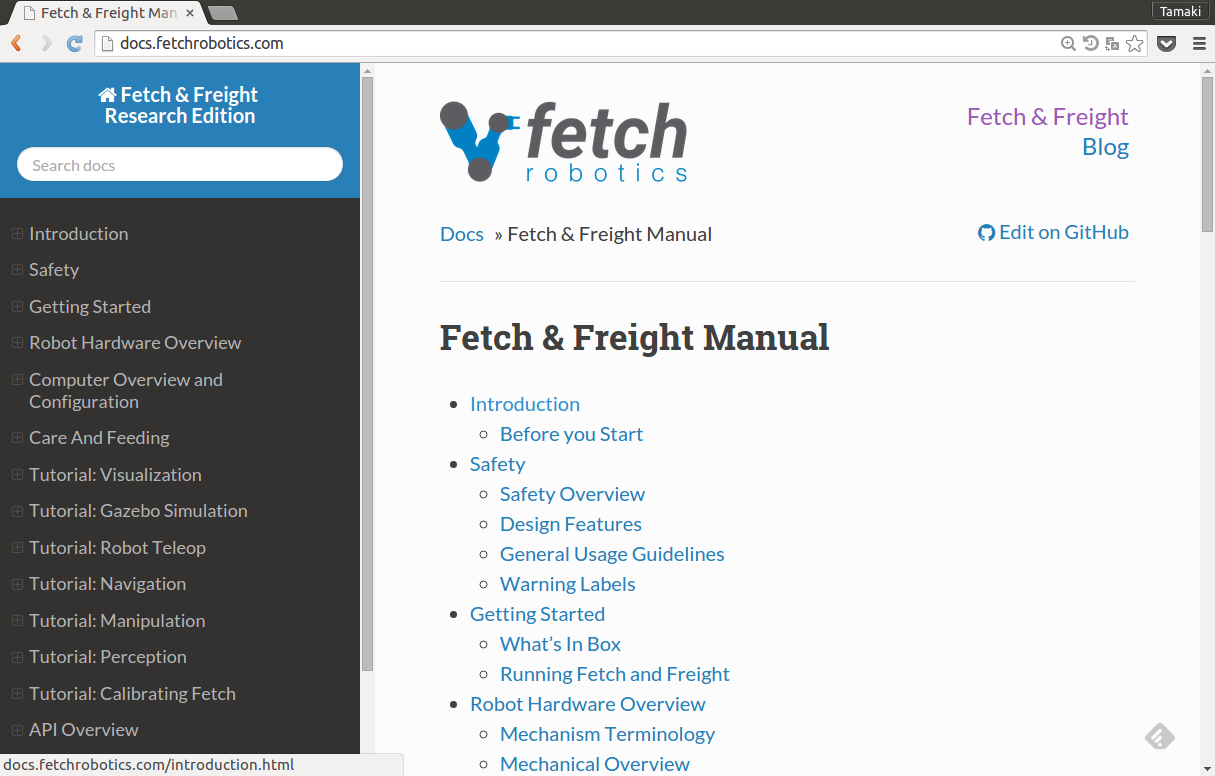 Fetch & Freight Man
Tamaki
docs.fetchrobotics.com
Fetch & Freight
Research Edition
Search docs
Introduction
Safety
Getting Started
Robot Hardware Overview
Computer Overview and
Configuration
Care And Feeding
Tutorial: Visualization
Tutorial: Gazebo Simulation
Tutorial: Robot Teleop
Tutorial: Navigation
Tutorial: Manipulation
Tutorial: Perception
Tutorial: Calibrating Fetch
API Overview
docs.fetchrobotics.com/introduction.html
fetch
robotics
Fetch & Freight
Blog
Docs » Fetch & Freight Manual
Edit on GitHub
Fetch & Freight Manual
• Introduction
◦ Before you Start
• Safety
◦ Safety Overview
◦ Design Features
◦ General Usage Guidelines
◦ Warning Labels
• Getting Started
◦ What’s In Box
◦ Running Fetch and Freight
• Robot Hardware Overview
◦ Mechanism Terminology
◦ Mechanical Overview